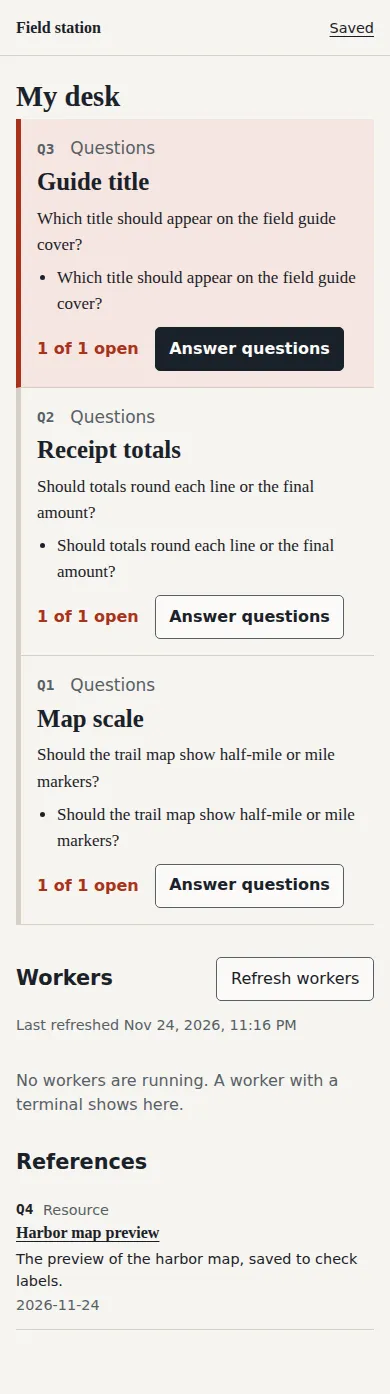 Field station
Saved
My desk
Q3 Questions
Guide title
Which title should appear on the field guide
cover?
• Which title should appear on the field guide
cover?
1 of 1 open
Answer questions
Q2 Questions
Receipt totals
Should totals round each line or the final
amount?
• Should totals round each line or the final
amount?
1 of 1 open
Answer questions
Q1 Questions
Map scale
Should the trail map show half-mile or mile
markers?
• Should the trail map show half-mile or mile
markers?
1 of 1 open
Answer questions
Workers
Refresh workers
Last refreshed Nov 24, 2026, 11:16 PM
No workers are running. A worker with a
terminal shows here.
References
Q4 Resource
Harbor map preview
The preview of the harbor map, saved to check
labels.
2026-11-24